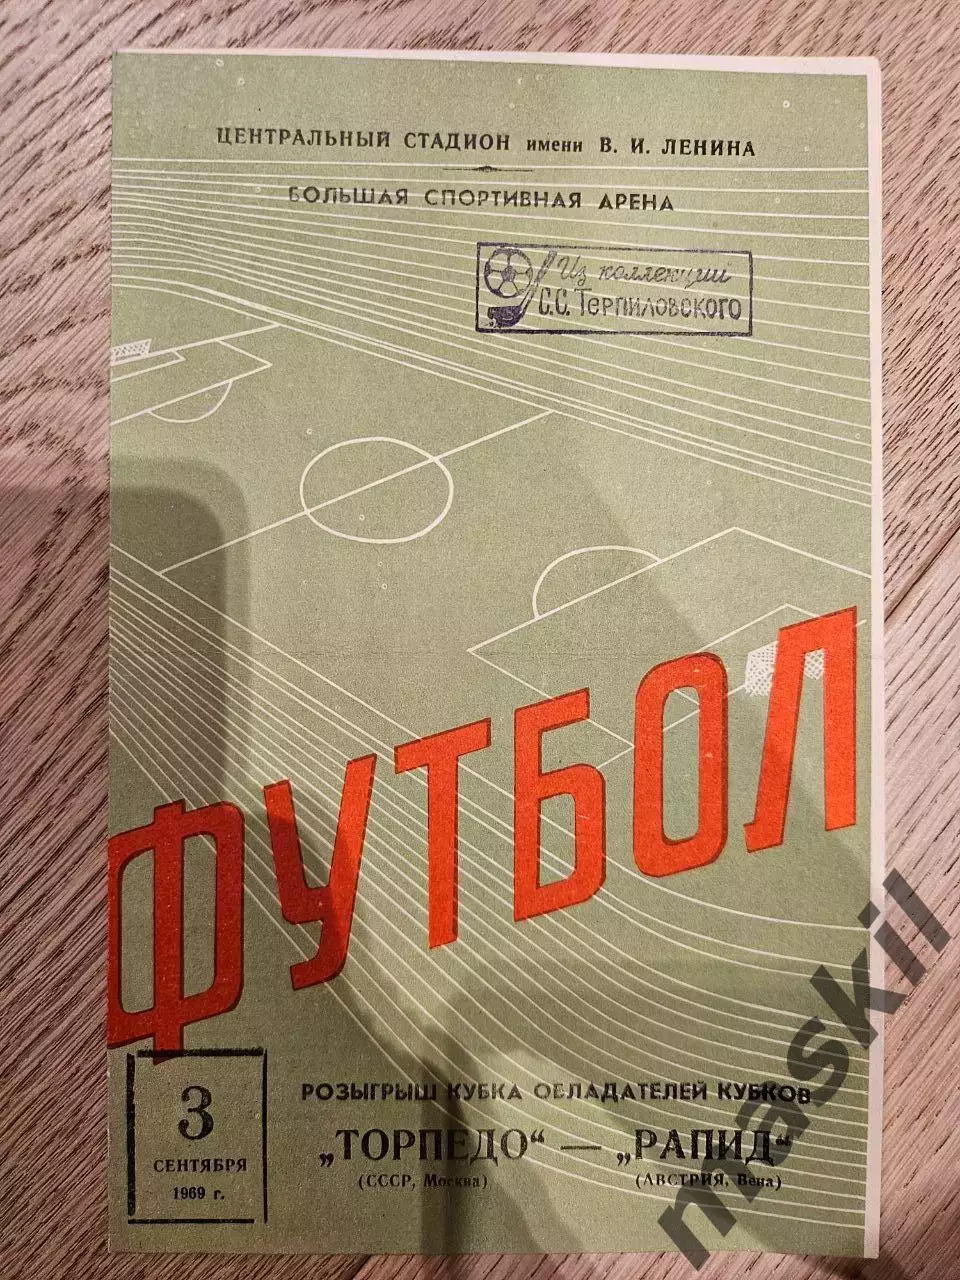 ЦЕНТРАЛЬНЫЙ СТАДИОН имени В. И. ЛЕНИНА
БОЛЬШАЯ СПОРТИВНАЯ АРЕНА
Из коллекции
С.С. Терпиловского
ФУТБОЛ
3
СЕНТЯБРЯ
1969 г.
РОЗЫГРЫШ КУБКА ОБЛАДАТЕЛЕЙ КУБКОВ
„ТОРПЕДО“ — „РАПИД“
(СССР, Москва) (АВСТРИЯ, Вена)
maskil